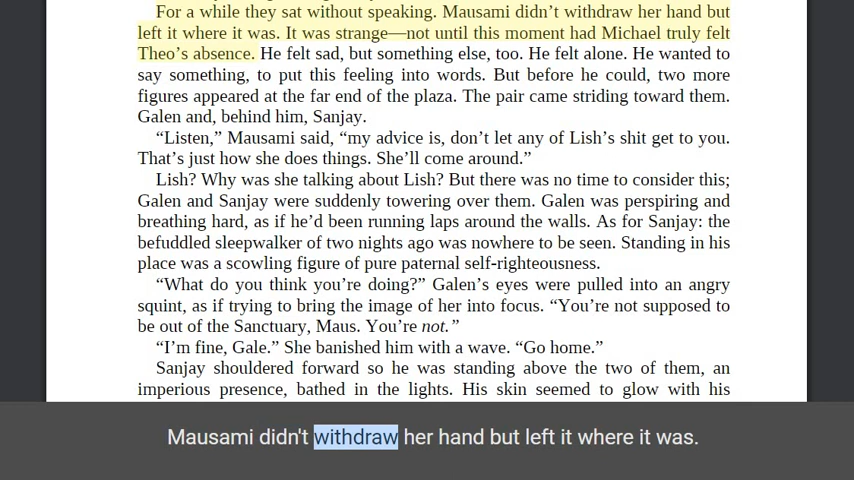 For a while they sat without speaking. Mausami didn’t withdraw her hand but
left it where it was. It was strange—not until this moment had Michael truly felt
Theo’s absence. He felt sad, but something else, too. He felt alone. He wanted to
say something, to put this feeling into words. But before he could, two more
figures appeared at the far end of the plaza. The pair came striding toward them.
Galen and, behind him, Sanjay.
“Listen,” Mausami said, “my advice is, don’t let any of Lish’s shit get to you.
That’s just how she does things. She’ll come around.”
Lish? Why was she talking about Lish? But there was no time to consider this;
Galen and Sanjay were suddenly towering over them. Galen was perspiring and
breathing hard, as if he’d been running laps around the walls. As for Sanjay: the
befuddled sleepwalker of two nights ago was nowhere to be seen. Standing in his
place was a scowling figure of pure paternal self-righteousness.
“What do you think you’re doing?” Galen’s eyes were pulled into an angry
squint, as if trying to bring the image of her into focus. “You’re not supposed to
be out of the Sanctuary, Maus. You’re not.”
“I’m fine, Gale.” She banished him with a wave. “Go home.”
Sanjay shouldered forward so he was standing above the two of them, an
imperious presence, bathed in the lights. His skin seemed to glow with his
Mausami didn't withdraw her hand but left it where it was.